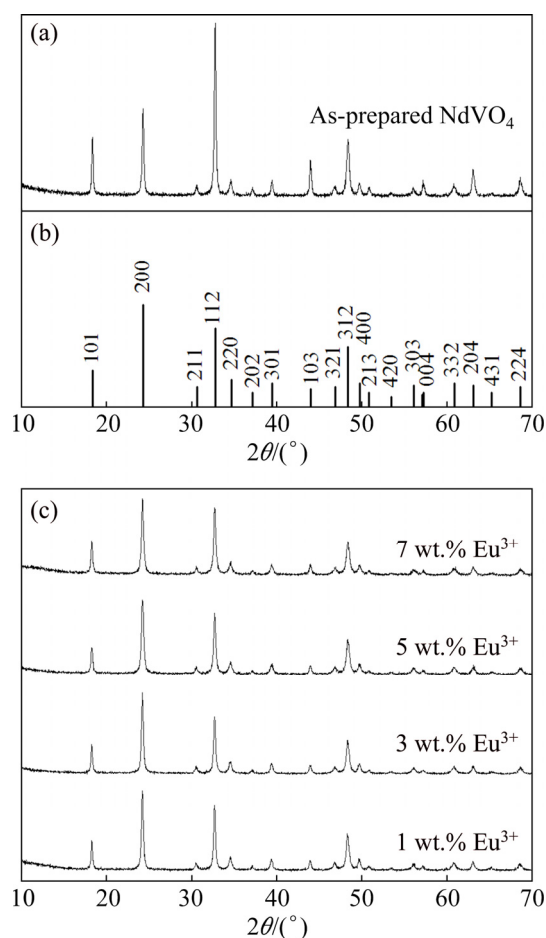 (a)
As-prepared NdVO₄
(b)
101
200
211
112
220
202
301
103
321
312
400
213
420
303
004
332
204
431
224
10 20 30 40 50 60 70
2θ/(°)
(c)
7 wt.% Eu³⁺
5 wt.% Eu³⁺
3 wt.% Eu³⁺
1 wt.% Eu³⁺
10 20 30 40 50 60 70
2θ/(°)